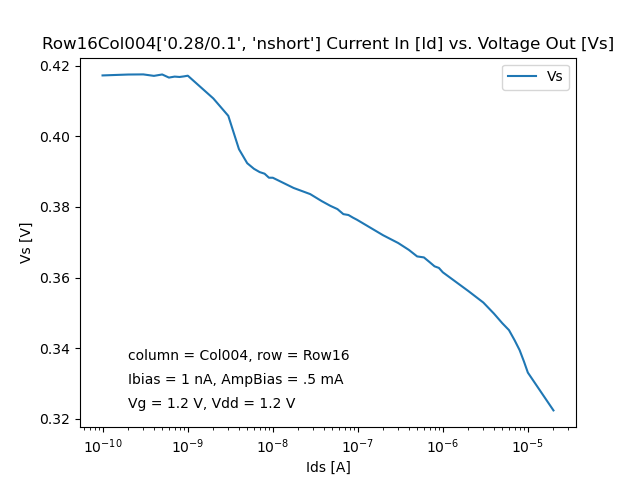 Row16Col004['0.28/0.1', 'nshort'] Current In [Id] vs. Voltage Out [Vs]
Vs
0.42
0.40
0.38
0.36
0.34
0.32
Vs [V]
column = Col004, row = Row16
Ibias = 1 nA, AmpBias = .5 mA
Vg = 1.2 V, Vdd = 1.2 V
10⁻¹⁰ 10⁻⁹ 10⁻⁸ 10⁻⁷ 10⁻⁶ 10⁻⁵
Ids [A]